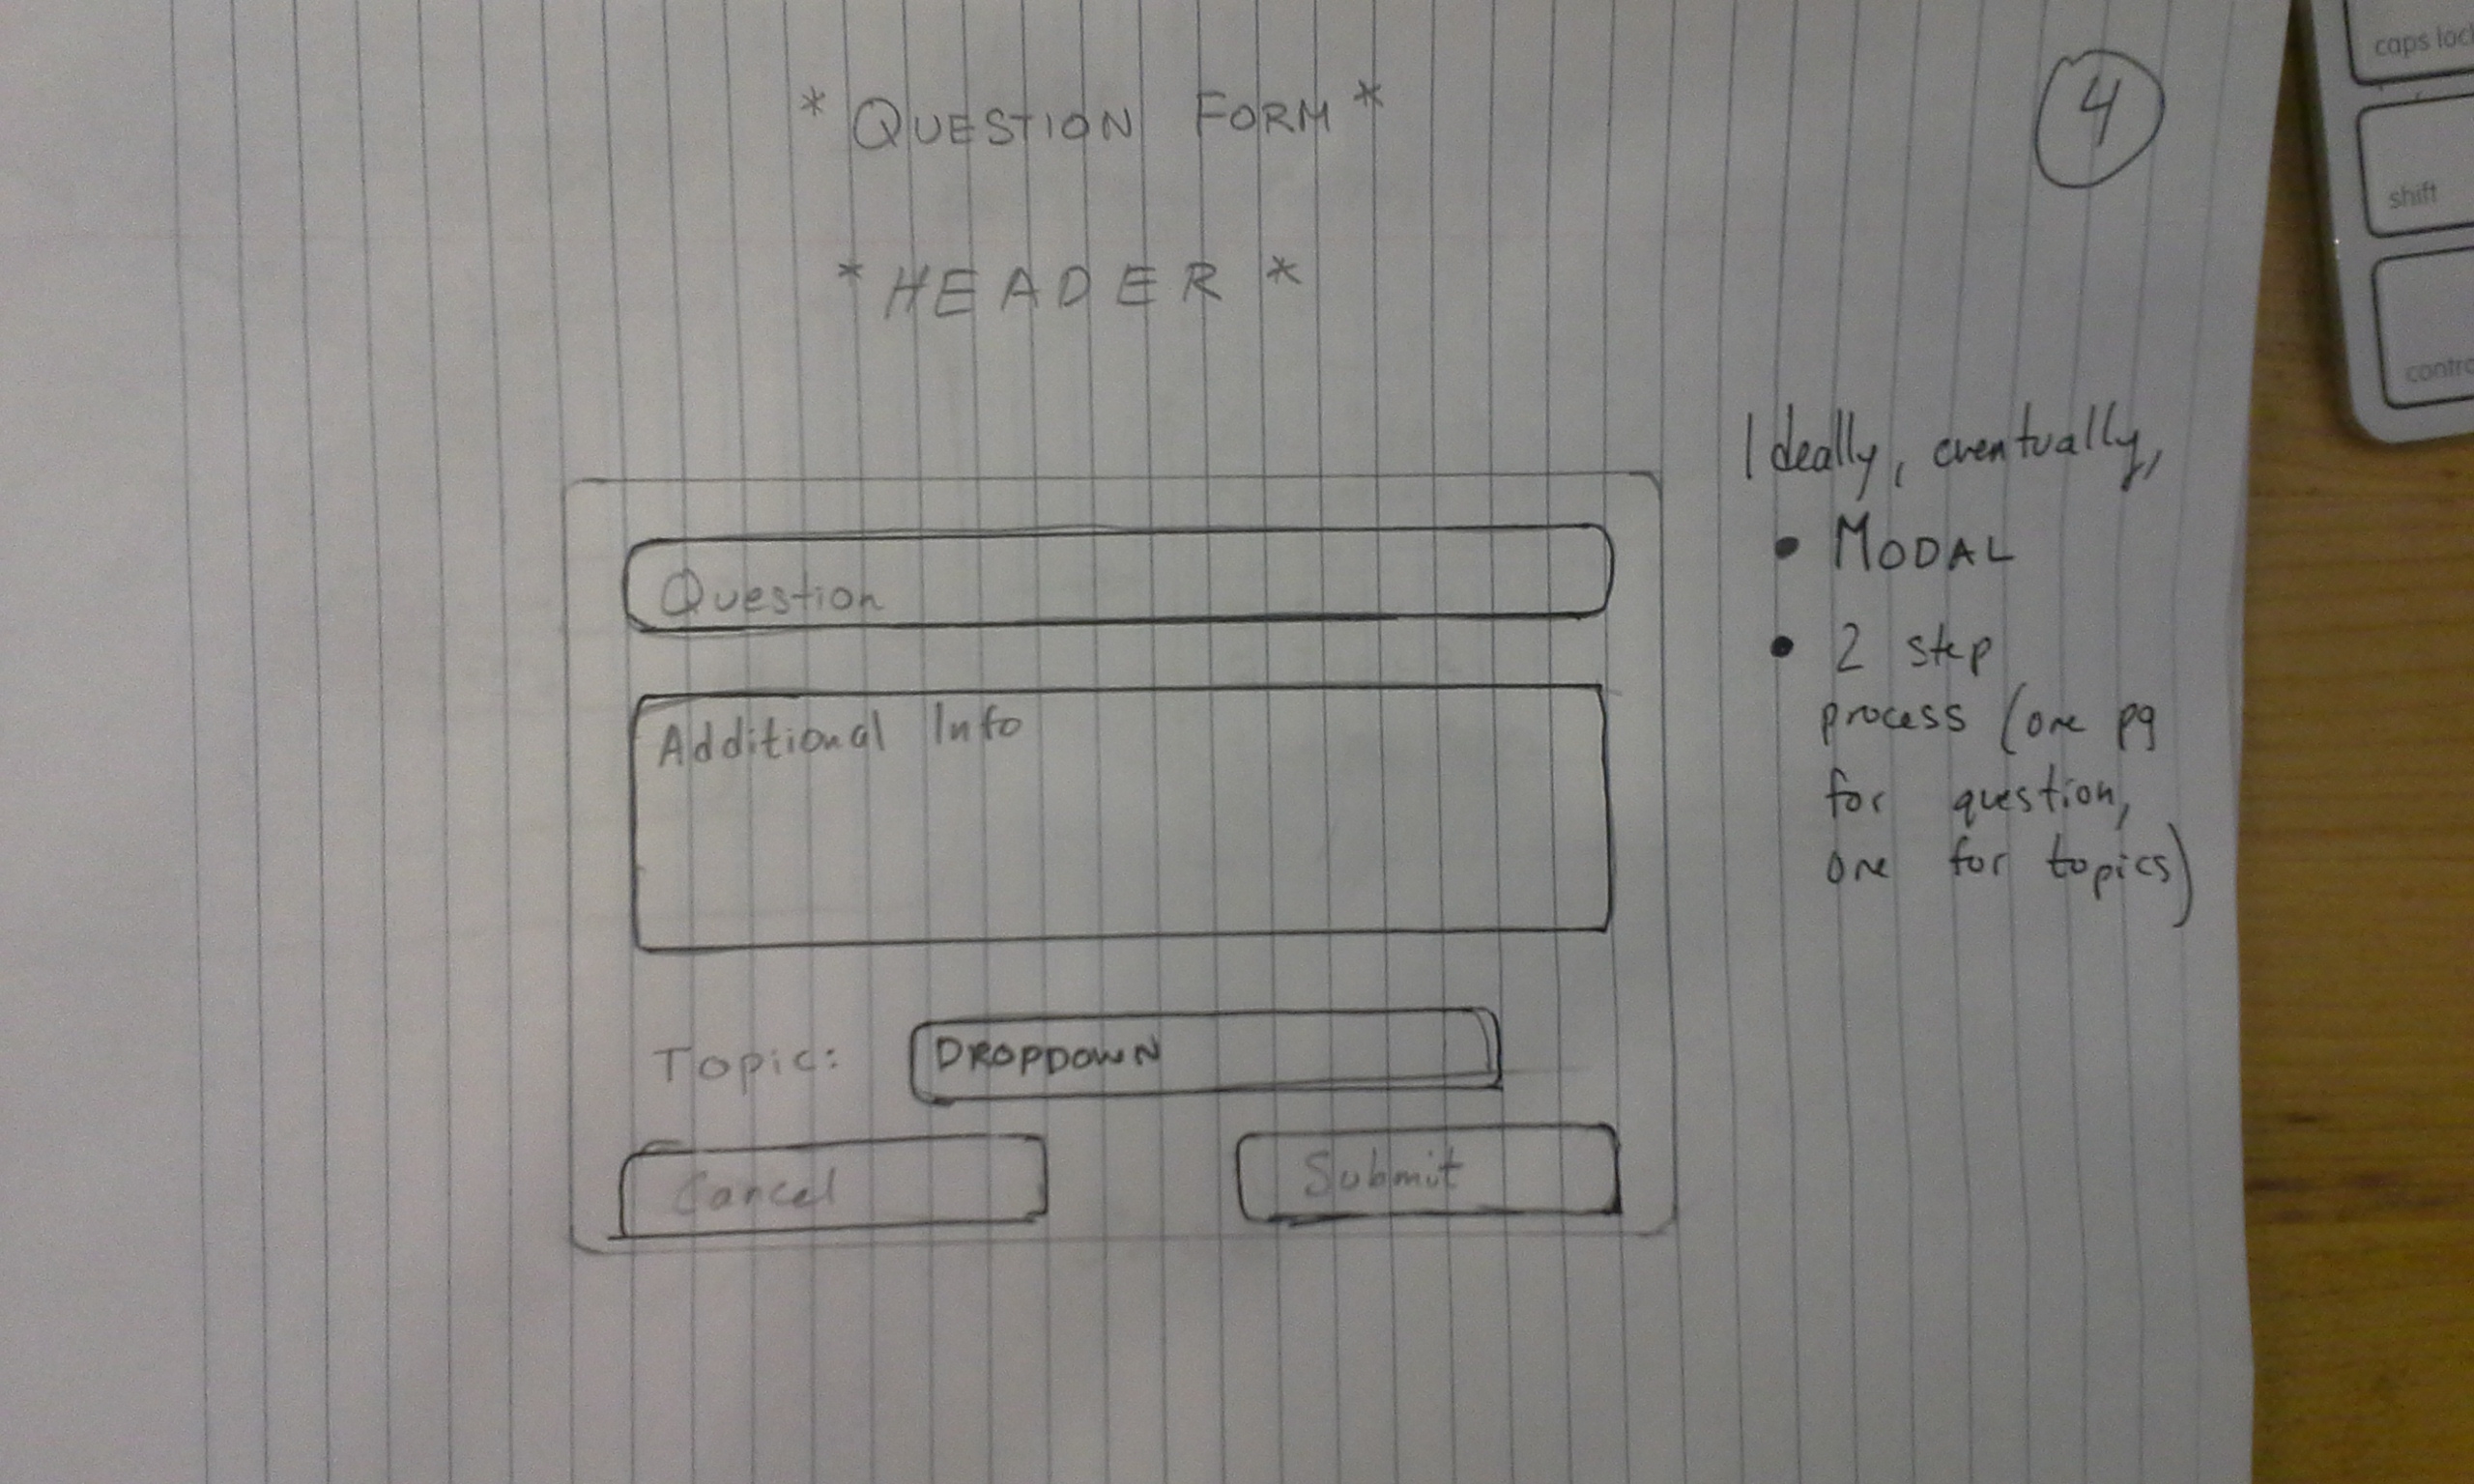 * QUESTION FORM *
4
* HEADER *
Ideally, eventually,
• MODAL
• 2 step
process (one pg
for question,
one for topics)
Question
Additional Info
Topic:
DROPDOWN
Cancel
Submit
caps loc
shift
contro